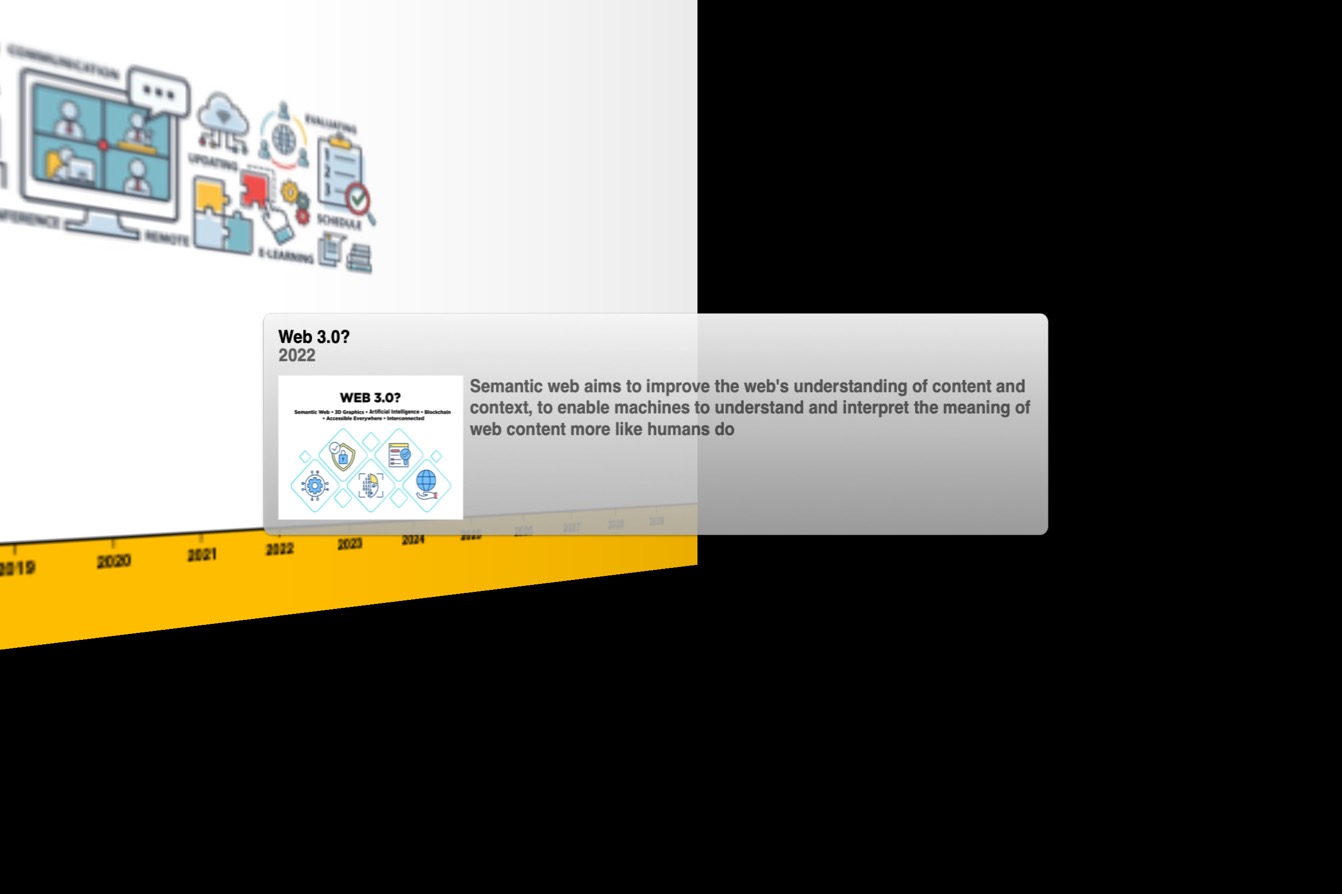 COMMUNICATION
UPDATING
EVALUATING
1
2
3
SCHEDULE
REMOTE
E-LEARNING
Web 3.0?
2022
WEB 3.0?
Semantic Web • 3D Graphics • Artificial Intelligence • Blockchain
• Accessible Everywhere • Interconnected
Semantic web aims to improve the web's understanding of content and
context, to enable machines to understand and interpret the meaning of
web content more like humans do
2019 2020 2021 2022 2023 2024 2025 2026 2027 2028 2029